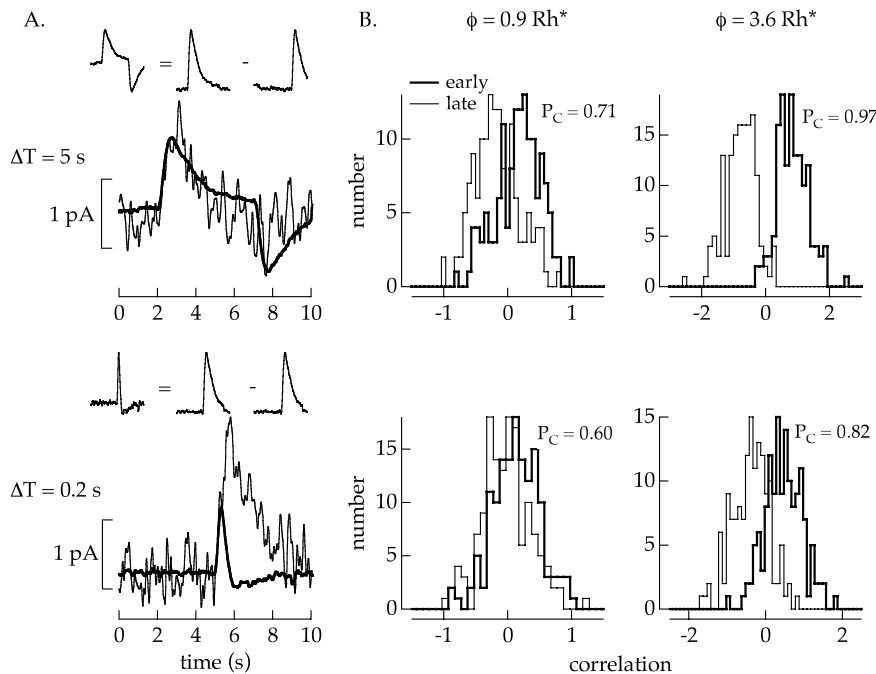 A.
B.
ϕ = 0.9 Rh*
ϕ = 3.6 Rh*
= -
early
late
P_C = 0.71
P_C = 0.97
ΔT = 5 s
1 pA
number
10
5
0
15
10
5
0
0 2 4 6 8 10
-1 0 1
-2 0 2
= -
P_C = 0.60
P_C = 0.82
ΔT = 0.2 s
1 pA
number
15
10
5
0
15
10
5
0
0 2 4 6 8 10
-1 0 1
-2 0 2
time (s)
correlation